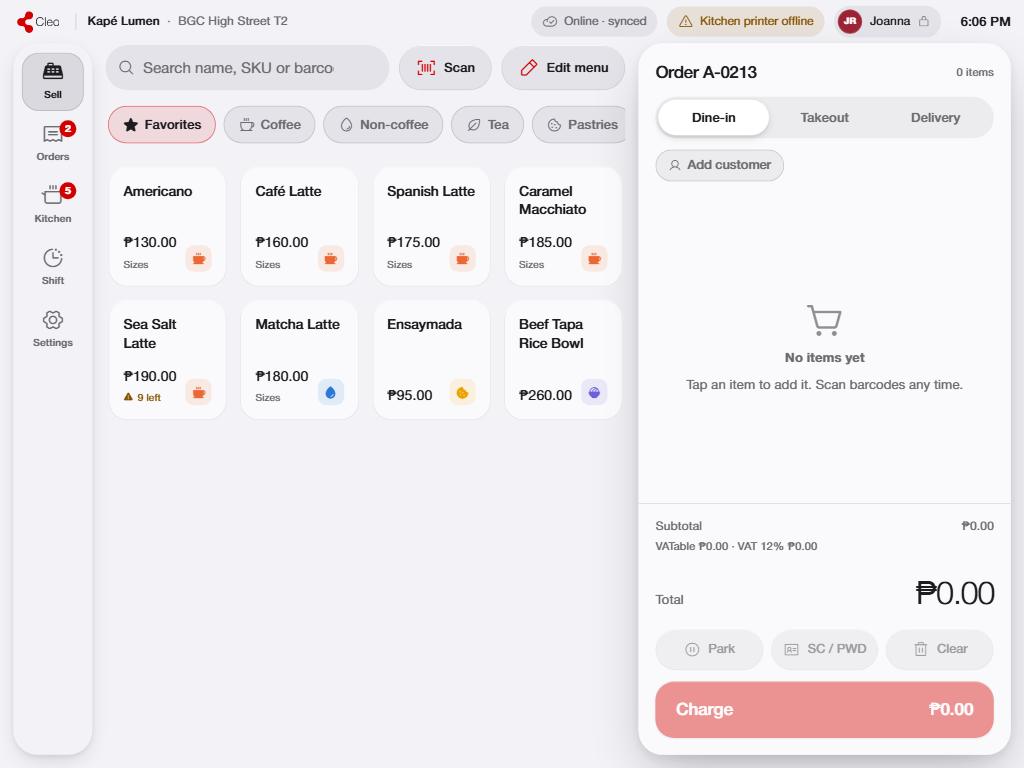 Clea
Kapé Lumen · BGC High Street T2
Online · synced
Kitchen printer offline
JR Joanna
6:06 PM
Sell
2
Orders
5
Kitchen
Shift
Settings
Search name, SKU or barco
Scan
Edit menu
Favorites
Coffee
Non-coffee
Tea
Pastries
Americano
₱130.00
Sizes
Café Latte
₱160.00
Sizes
Spanish Latte
₱175.00
Sizes
Caramel
Macchiato
₱185.00
Sizes
Sea Salt
Latte
₱190.00
9 left
Matcha Latte
₱180.00
Sizes
Ensaymada
₱95.00
Beef Tapa
Rice Bowl
₱260.00
Order A-0213
0 items
Dine-in
Takeout
Delivery
Add customer
No items yet
Tap an item to add it. Scan barcodes any time.
Subtotal ₱0.00
VATable ₱0.00 · VAT 12% ₱0.00
Total ₱0.00
Park
SC / PWD
Clear
Charge ₱0.00